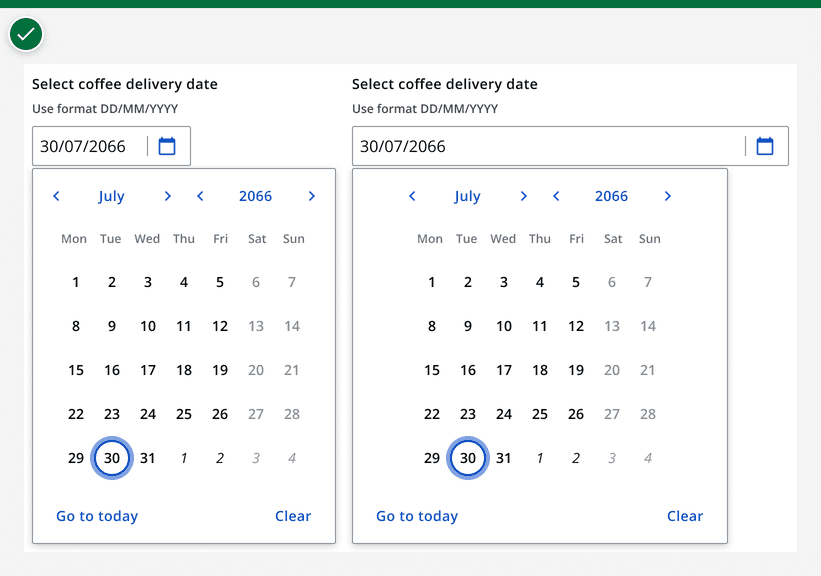 Select coffee delivery date
Use format DD/MM/YYYY
30/07/2066
July 2066
Mon Tue Wed Thu Fri Sat Sun
1 2 3 4 5 6 7
8 9 10 11 12 13 14
15 16 17 18 19 20 21
22 23 24 25 26 27 28
29 30 31 1 2 3 4
Go to today Clear
Select coffee delivery date
Use format DD/MM/YYYY
30/07/2066
July 2066
Mon Tue Wed Thu Fri Sat Sun
1 2 3 4 5 6 7
8 9 10 11 12 13 14
15 16 17 18 19 20 21
22 23 24 25 26 27 28
29 30 31 1 2 3 4
Go to today Clear